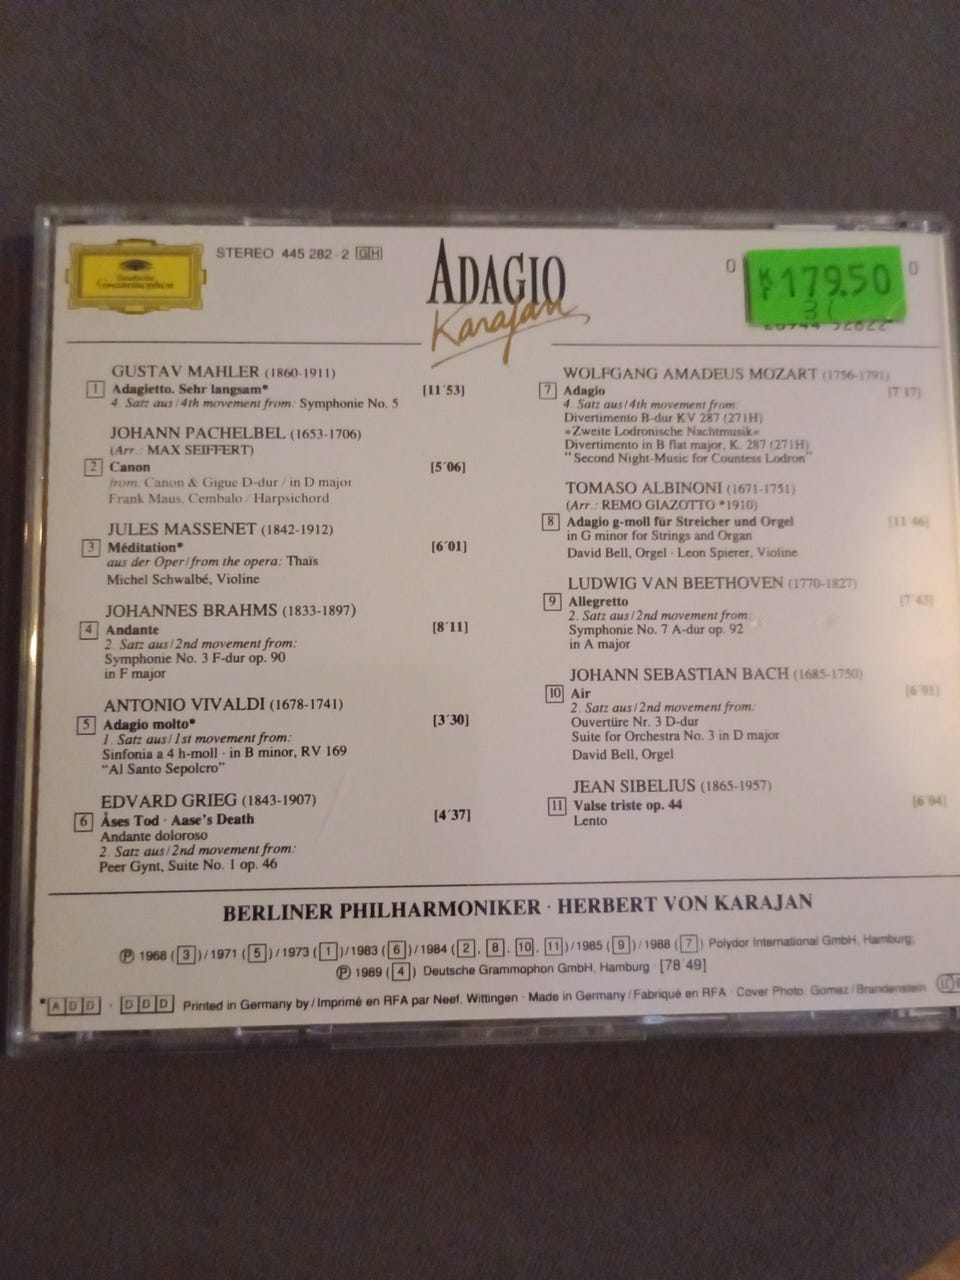 Deutsche
Grammophon
STEREO 445 282-2 GH
ADAGIO
Karajan
0
KR 179.50
0
GUSTAV MAHLER (1860-1911)
1 Adagietto. Sehr langsam* [11'53]
4. Satz aus/4th movement from: Symphonie No. 5
JOHANN PACHELBEL (1653-1706)
(Arr.: MAX SEIFFERT)
2 Canon [5'06]
from: Canon & Gigue D-dur / in D major
Frank Maus, Cembalo / Harpsichord
JULES MASSENET (1842-1912)
3 Méditation* [6'01]
aus der Oper/from the opera: Thaïs
Michel Schwalbé, Violine
JOHANNES BRAHMS (1833-1897)
4 Andante [8'11]
2. Satz aus/2nd movement from:
Symphonie No. 3 F-dur op. 90
in F major
ANTONIO VIVALDI (1678-1741)
5 Adagio molto* [3'30]
1. Satz aus/1st movement from:
Sinfonia a 4 h-moll · in B minor, RV 169
"Al Santo Sepolcro"
EDVARD GRIEG (1843-1907)
6 Åses Tod · Aase's Death [4'37]
Andante doloroso
2. Satz aus/2nd movement from:
Peer Gynt, Suite No. 1 op. 46
WOLFGANG AMADEUS MOZART (1756-1791)
7 Adagio [7'17]
4. Satz aus/4th movement from:
Divertimento B-dur KV 287 (271H)
»Zweite Lodronische Nachtmusik«
Divertimento in B flat major, K. 287 (271H)
"Second Night-Music for Countess Lodron"
TOMASO ALBINONI (1671-1751)
(Arr.: REMO GIAZOTTO *1910)
8 Adagio g-moll für Streicher und Orgel [11'46]
in G minor for Strings and Organ
David Bell, Orgel · Leon Spierer, Violine
LUDWIG VAN BEETHOVEN (1770-1827)
9 Allegretto [7'43]
2. Satz aus/2nd movement from:
Symphonie No. 7 A-dur op. 92
in A major
JOHANN SEBASTIAN BACH (1685-1750)
10 Air [6'01]
2. Satz aus/2nd movement from:
Ouvertüre Nr. 3 D-dur
Suite for Orchestra No. 3 in D major
David Bell, Orgel
JEAN SIBELIUS (1865-1957)
11 Valse triste op. 44 [6'04]
Lento
BERLINER PHILHARMONIKER · HERBERT VON KARAJAN
℗ 1968 (3)/1971 (5)/1973 (1)/1983 (6)/1984 (2, 8, 10, 11)/1985 (9)/1988 (7) Polydor International GmbH, Hamburg;
℗ 1989 (4) Deutsche Grammophon GmbH, Hamburg · [78'49]
*ADD · DDD Printed in Germany by/Imprimé en RFA par Neef, Wittingen · Made in Germany/Fabriqué en RFA · Cover Photo: Gomez/Brandenstein